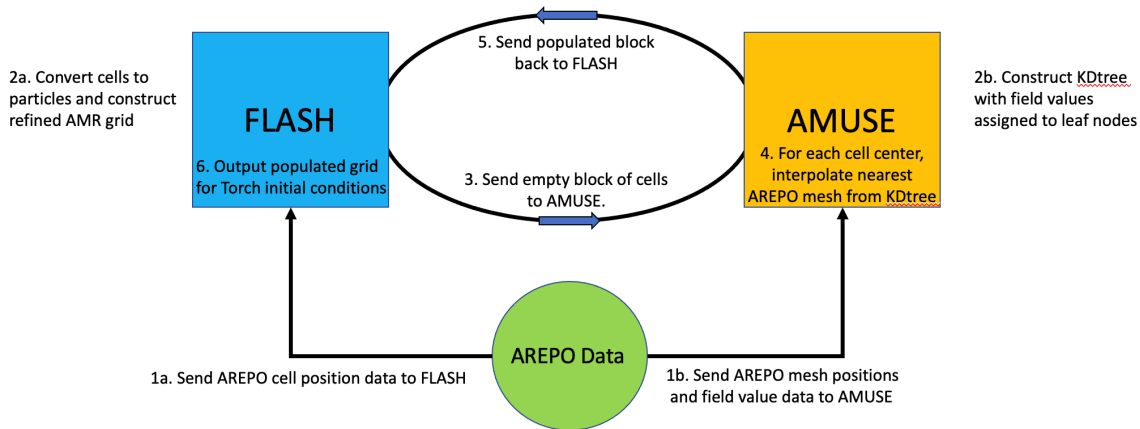 5. Send populated block
back to FLASH
2a. Convert cells to
particles and construct
refined AMR grid
FLASH
6. Output populated grid
for Torch initial conditions
AMUSE
4. For each cell center,
interpolate nearest
AREPO mesh from KDtree
2b. Construct KDtree
with field values
assigned to leaf nodes
3. Send empty block of cells
to AMUSE.
AREPO Data
1a. Send AREPO cell position data to FLASH
1b. Send AREPO mesh positions
and field value data to AMUSE